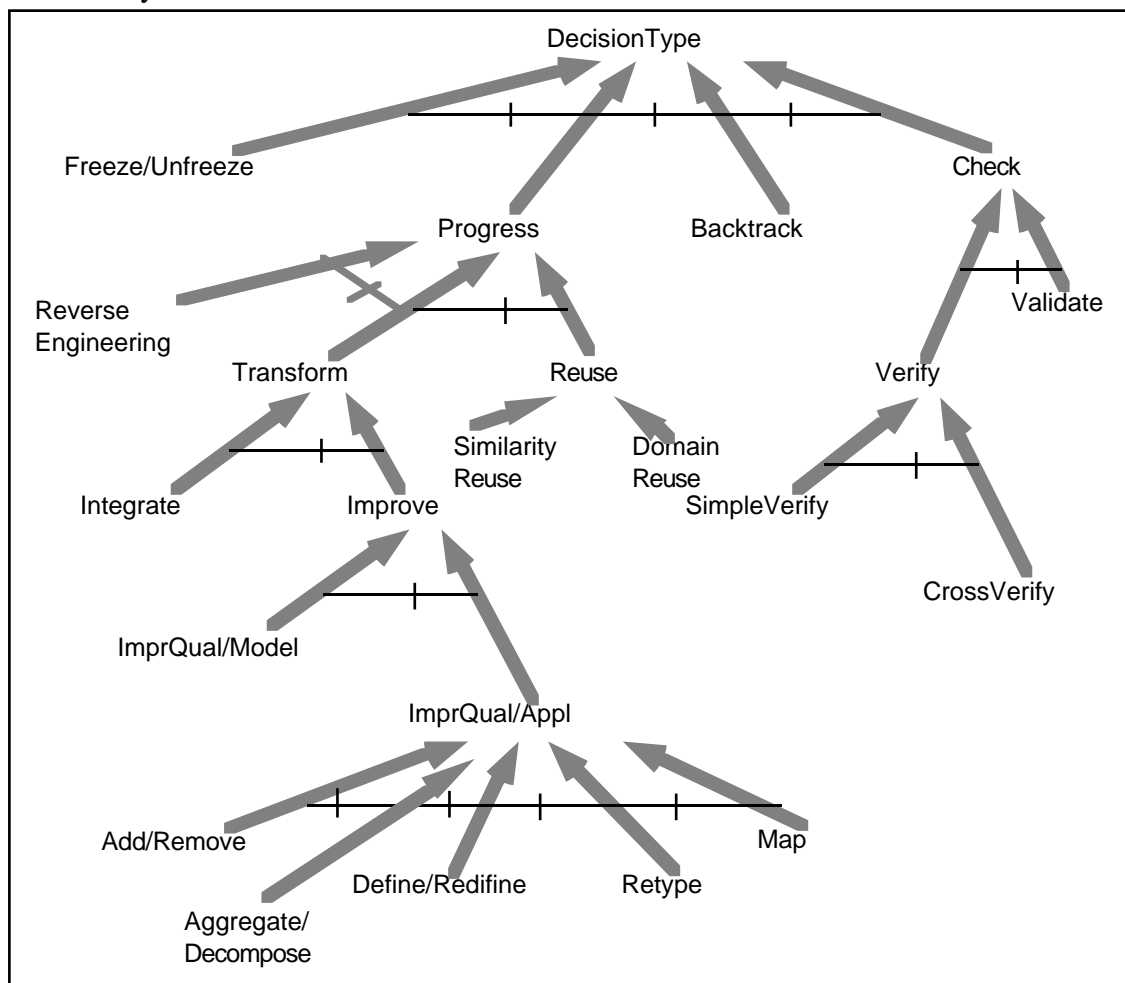 DecisionType
Freeze/Unfreeze
Check
Progress
Backtrack
Reverse
Engineering
Validate
Transform
Reuse
Verify
Similarity
Reuse
Domain
Reuse
Integrate
Improve
SimpleVerify
CrossVerify
ImprQual/Model
ImprQual/Appl
Add/Remove
Map
Define/Redifine
Retype
Aggregate/
Decompose